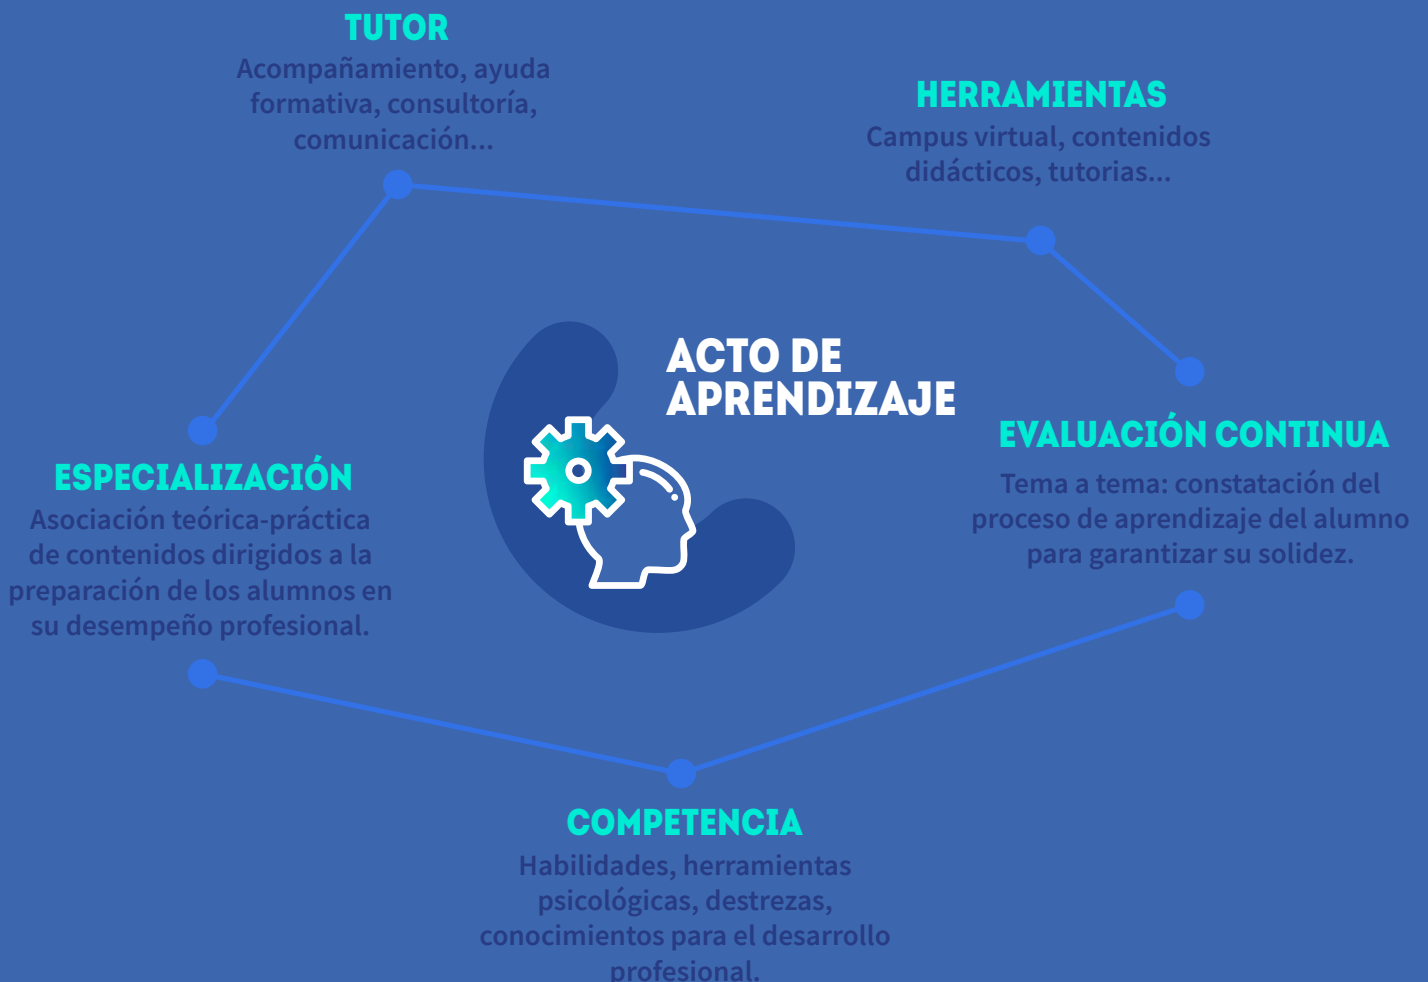 TUTOR
Acompañamiento, ayuda
formativa, consultoría,
comunicación...
HERRAMIENTAS
Campus virtual, contenidos
didácticos, tutorias...
ACTO DE
APRENDIZAJE
EVALUACIÓN CONTINUA
Tema a tema: constatación del
proceso de aprendizaje del alumno
para garantizar su solidez.
ESPECIALIZACIÓN
Asociación teórica-práctica
de contenidos dirigidos a la
preparación de los alumnos en
su desempeño profesional.
COMPETENCIA
Habilidades, herramientas
psicológicas, destrezas,
conocimientos para el desarrollo
profesional.